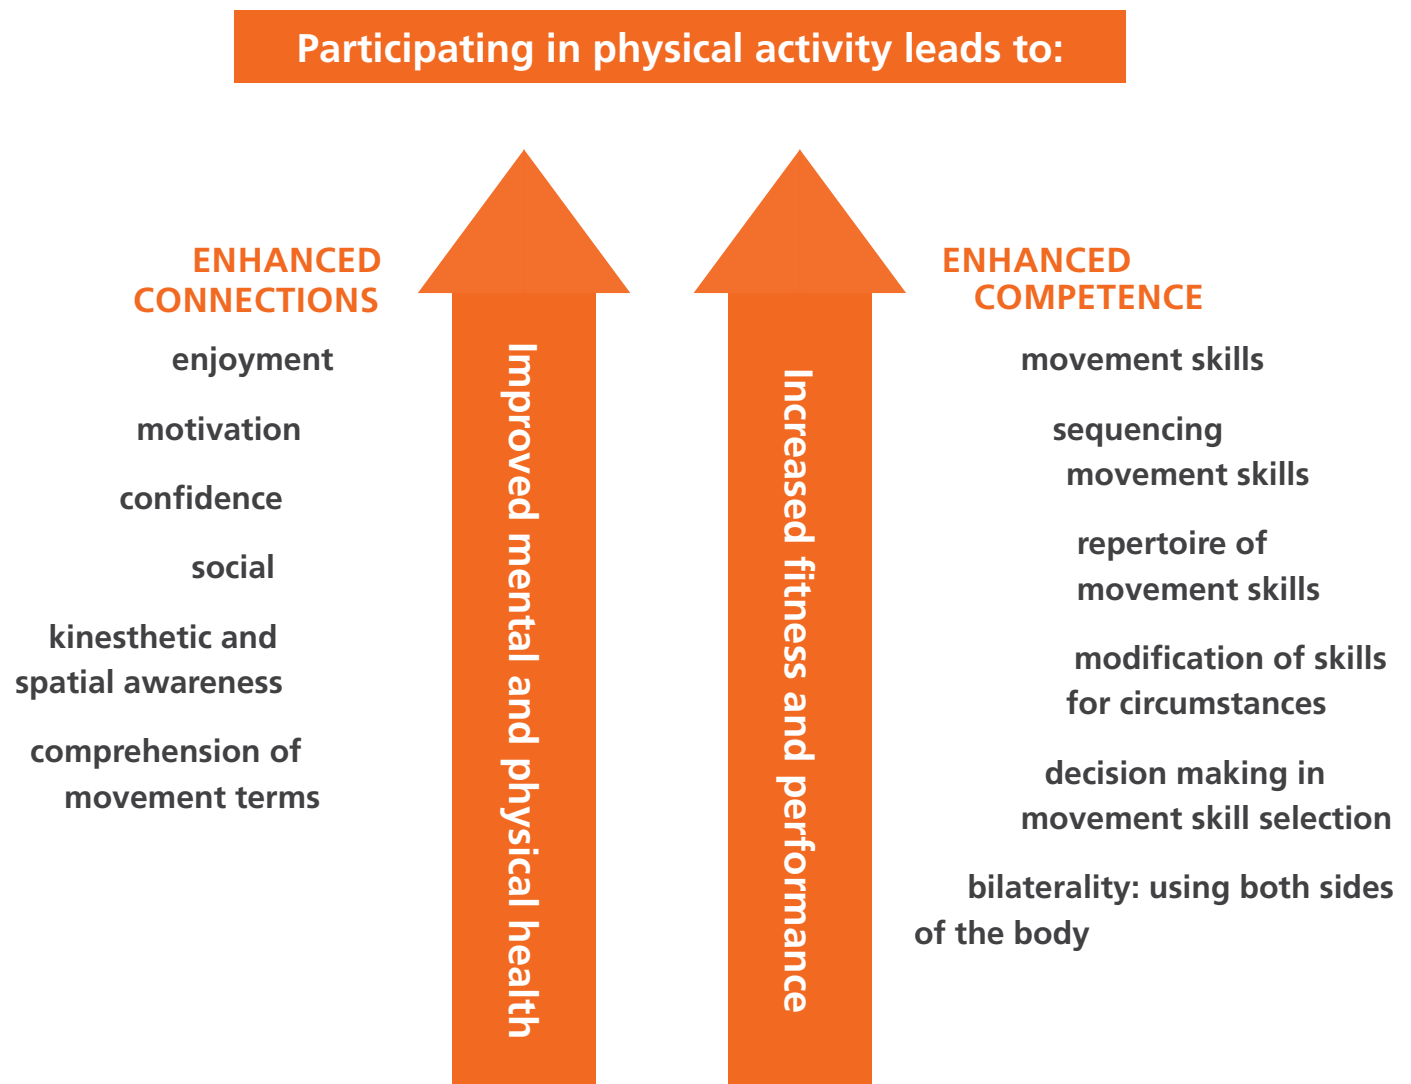 Participating in physical activity leads to:
ENHANCED
CONNECTIONS
enjoyment
motivation
confidence
social
kinesthetic and
spatial awareness
comprehension of
movement terms
Improved mental and physical health
Increased fitness and performance
ENHANCED
COMPETENCE
movement skills
sequencing
movement skills
repertoire of
movement skills
modification of skills
for circumstances
decision making in
movement skill selection
bilaterality: using both sides
of the body